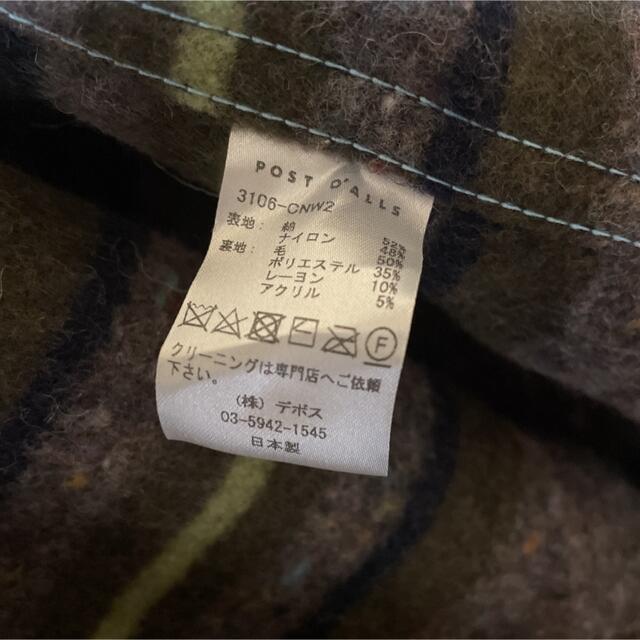 POST O'ALLS
3106-CNW2
表地: 綿 52%
ナイロン 48%
裏地: 毛 50%
ポリエステル 35%
レーヨン 10%
アクリル 5%
F
クリーニングは専門店へご依頼
下さい。
(株) デポス
03-5942-1545
日本製